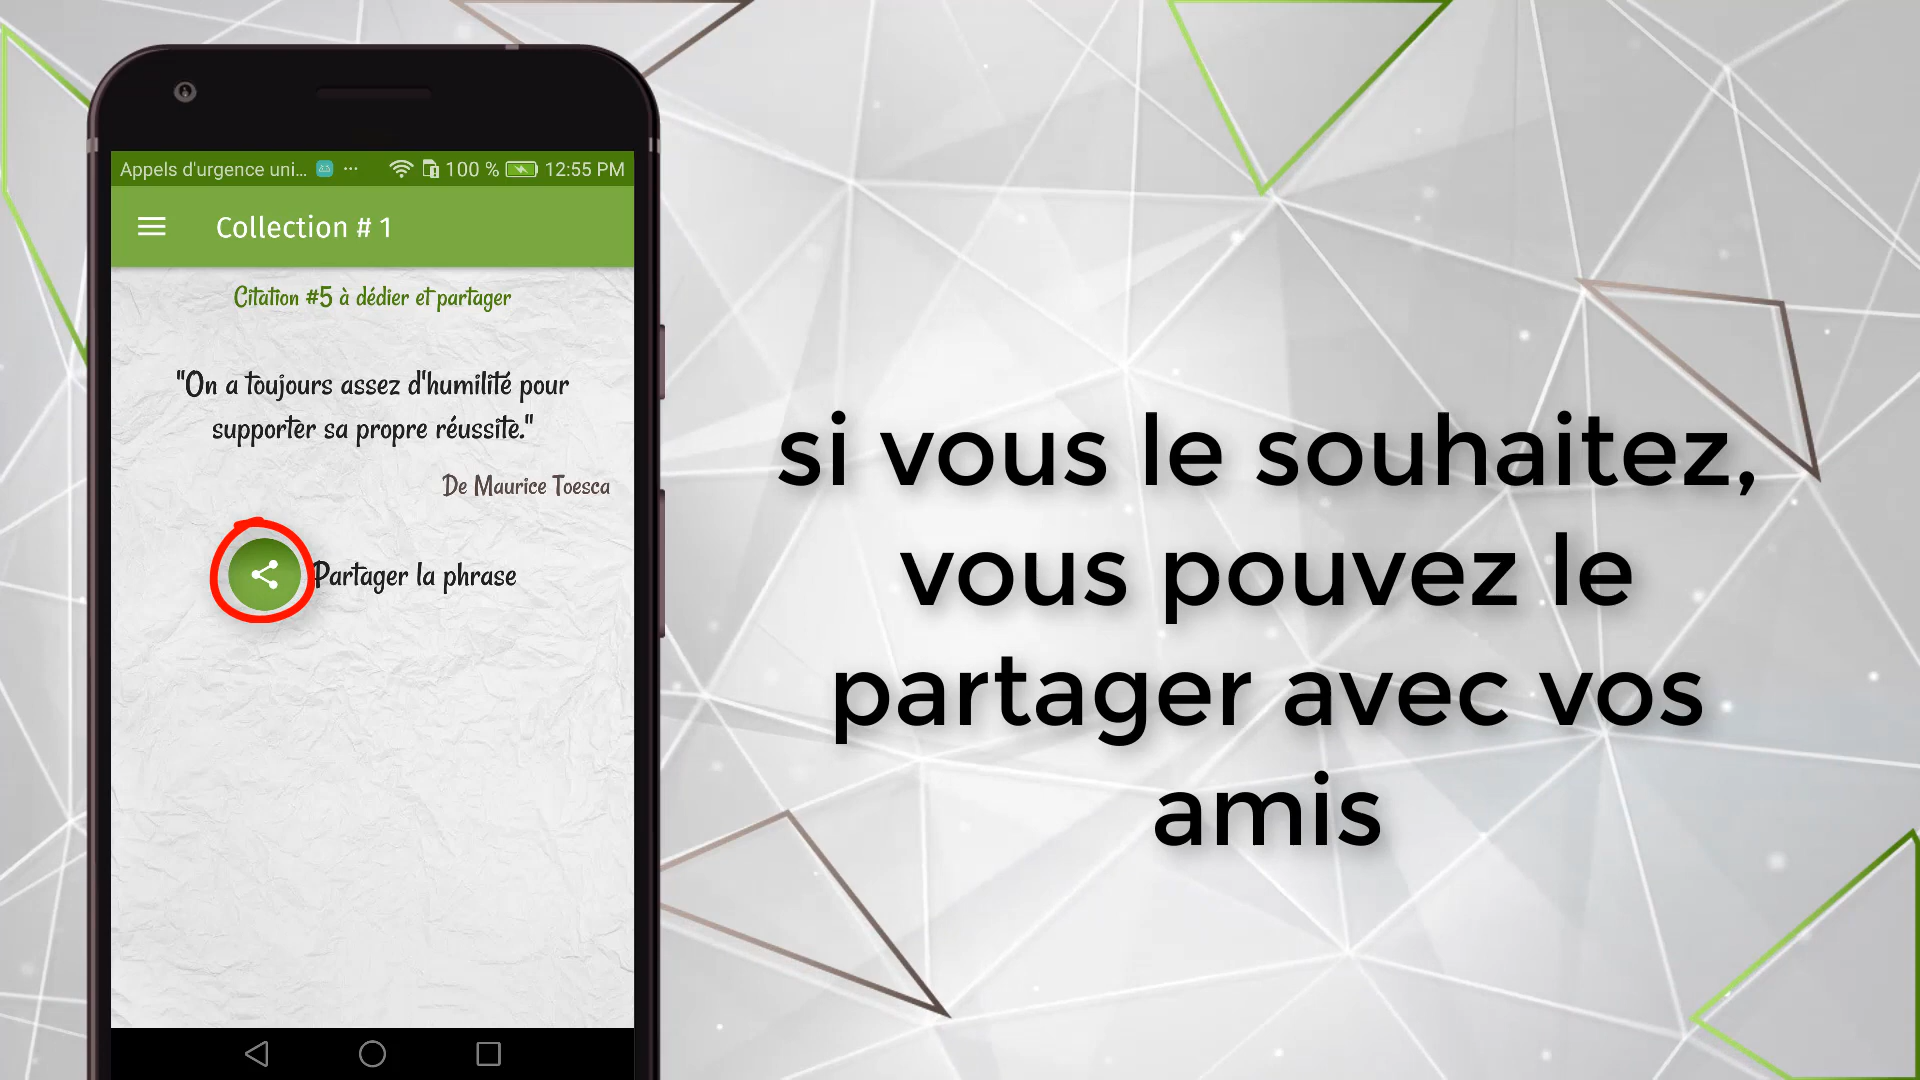 Appels d'urgence uni... ··· 100 % 12:55 PM
Collection # 1
Citation #5 à dédier et partager
"On a toujours assez d'humilité pour
supporter sa propre réussite."
De Maurice Toesca
Partager la phrase
si vous le souhaitez,
vous pouvez le
partager avec vos
amis